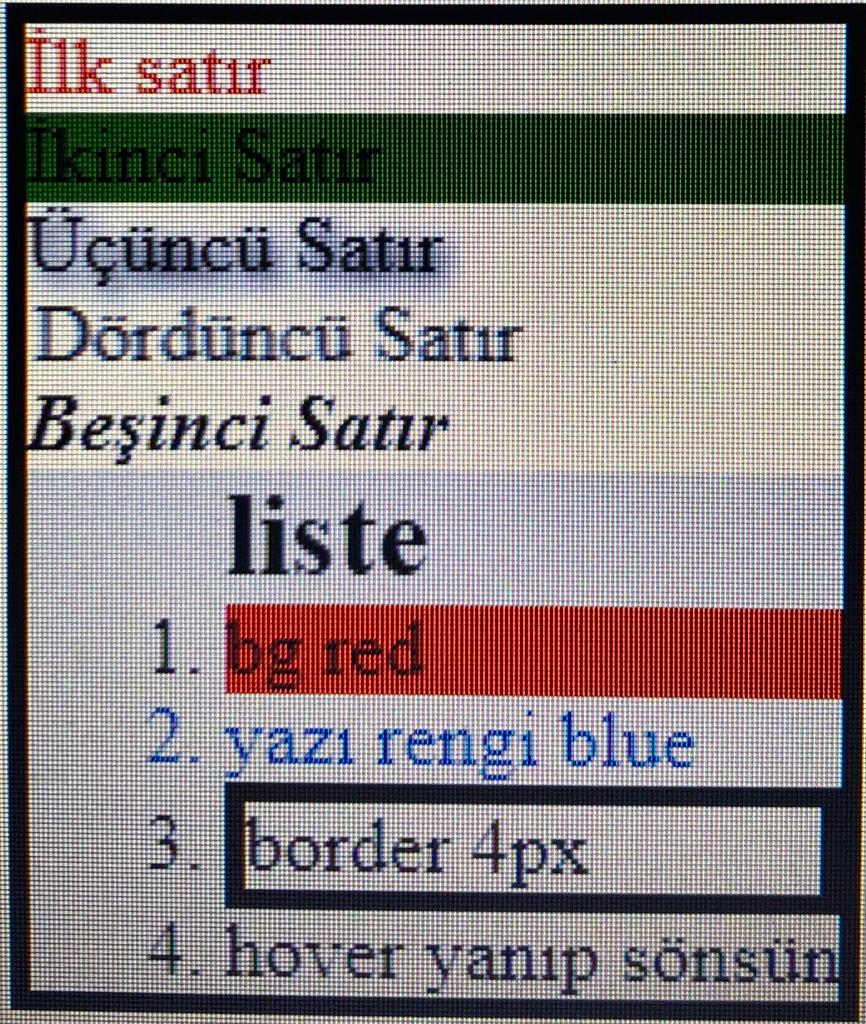 İlk satır
İkinci Satır
Üçüncü Satır
Dördüncü Satır
Beşinci Satır
liste
1. bg red
2. yazı rengi blue
3. border 4px
4. hover yanıp sönsün